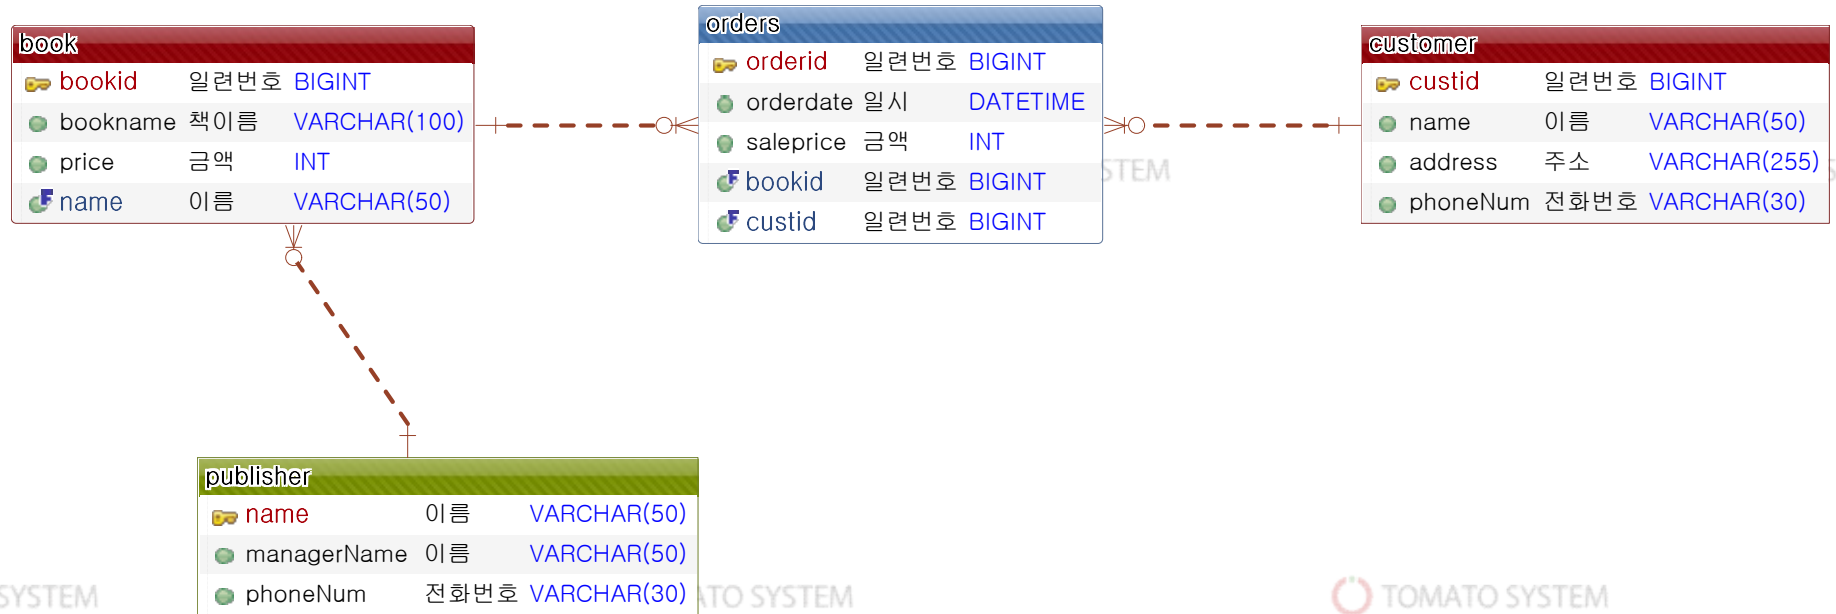 book
bookid 일련번호 BIGINT
bookname 책이름 VARCHAR(100)
price 금액 INT
name 이름 VARCHAR(50)
orders
orderid 일련번호 BIGINT
orderdate 일시 DATETIME
saleprice 금액 INT
bookid 일련번호 BIGINT
custid 일련번호 BIGINT
customer
custid 일련번호 BIGINT
name 이름 VARCHAR(50)
address 주소 VARCHAR(255)
phoneNum 전화번호 VARCHAR(30)
STEM
publisher
name 이름 VARCHAR(50)
managerName 이름 VARCHAR(50)
phoneNum 전화번호 VARCHAR(30)
SYSTEM
ATO SYSTEM
TOMATO SYSTEM